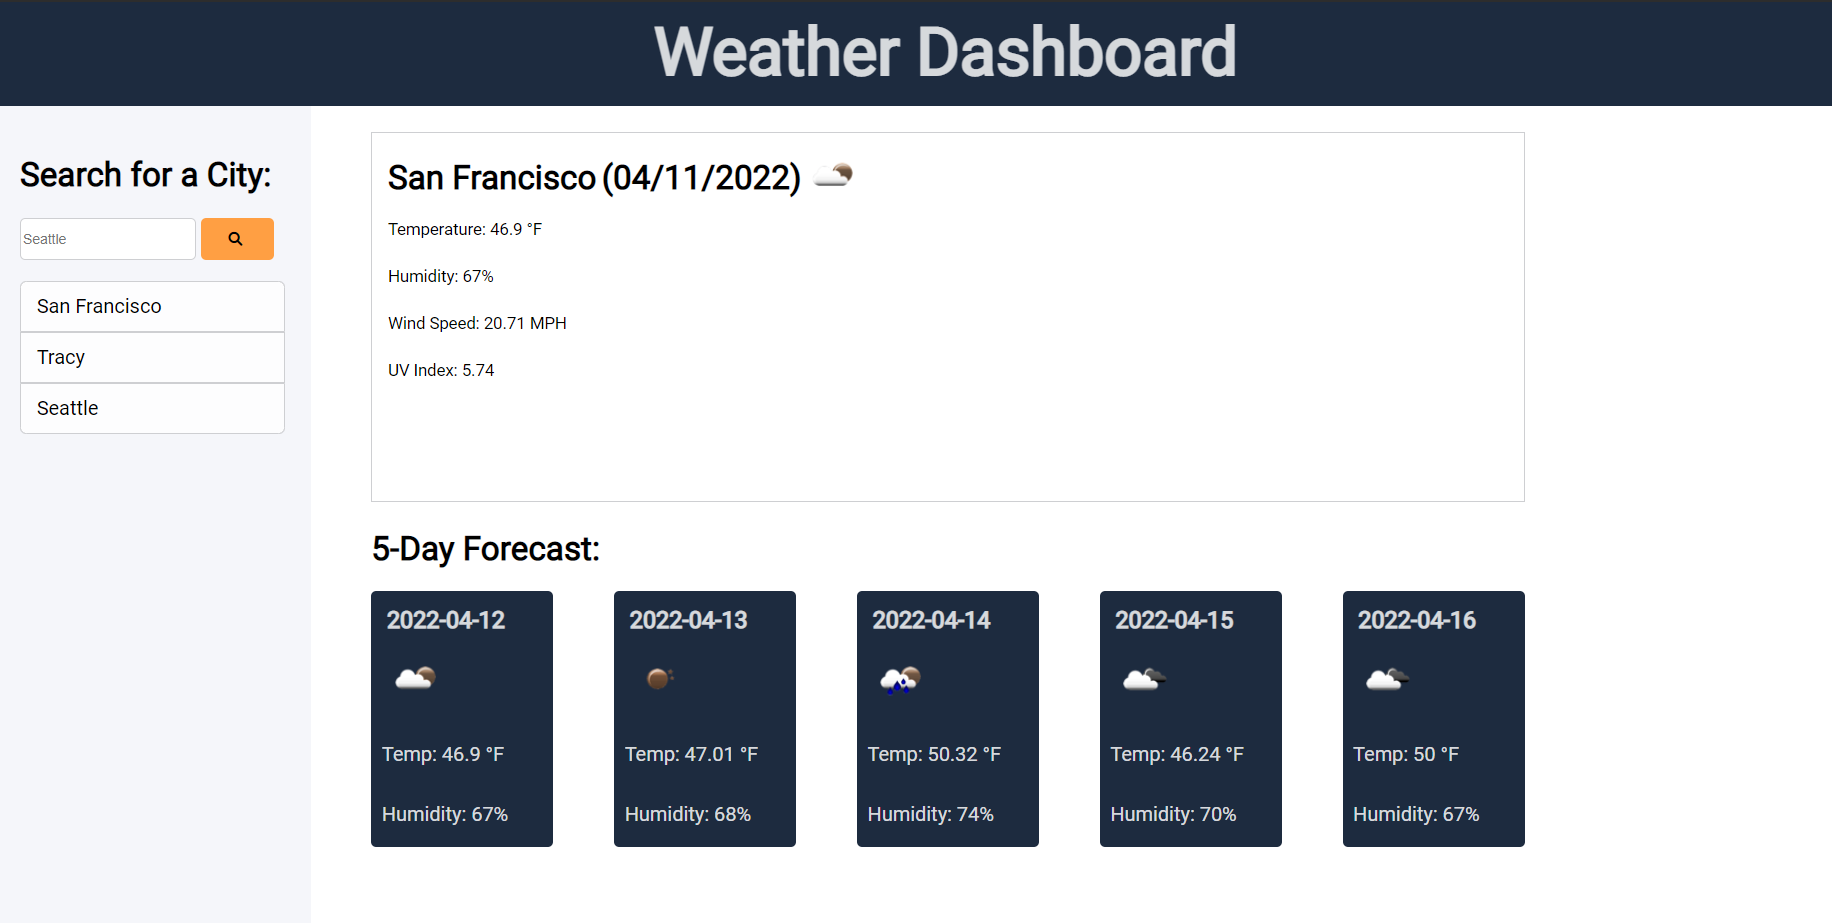 Weather Dashboard
Search for a City:
Seattle
San Francisco
Tracy
Seattle
San Francisco (04/11/2022)
Temperature: 46.9 °F
Humidity: 67%
Wind Speed: 20.71 MPH
UV Index: 5.74
5-Day Forecast:
2022-04-12
Temp: 46.9 °F
Humidity: 67%
2022-04-13
Temp: 47.01 °F
Humidity: 68%
2022-04-14
Temp: 50.32 °F
Humidity: 74%
2022-04-15
Temp: 46.24 °F
Humidity: 70%
2022-04-16
Temp: 50 °F
Humidity: 67%